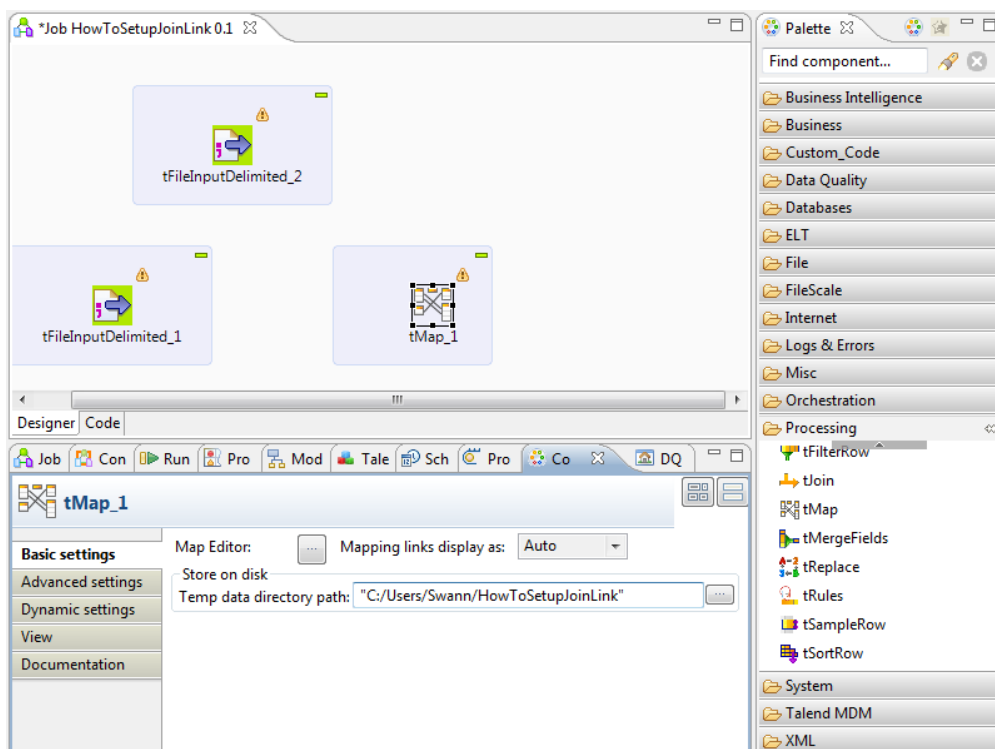 *Job HowToSetupJoinLink 0.1
tFileInputDelimited_2
tFileInputDelimited_1
tMap_1
Designer
Code
Palette
Find component...
Business Intelligence
Business
Custom_Code
Data Quality
Databases
ELT
File
FileScale
Internet
Logs & Errors
Misc
Orchestration
Processing
tFilterRow
tJoin
tMap
tMergeFields
tReplace
tRules
tSampleRow
tSortRow
System
Talend MDM
XML
Job Con Run Pro Mod Tale Sch Pro Co DQ
tMap_1
Basic settings
Advanced settings
Dynamic settings
View
Documentation
Map Editor: ... Mapping links display as: Auto
Store on disk
Temp data directory path: "C:/Users/Swann/HowToSetupJoinLink" ...